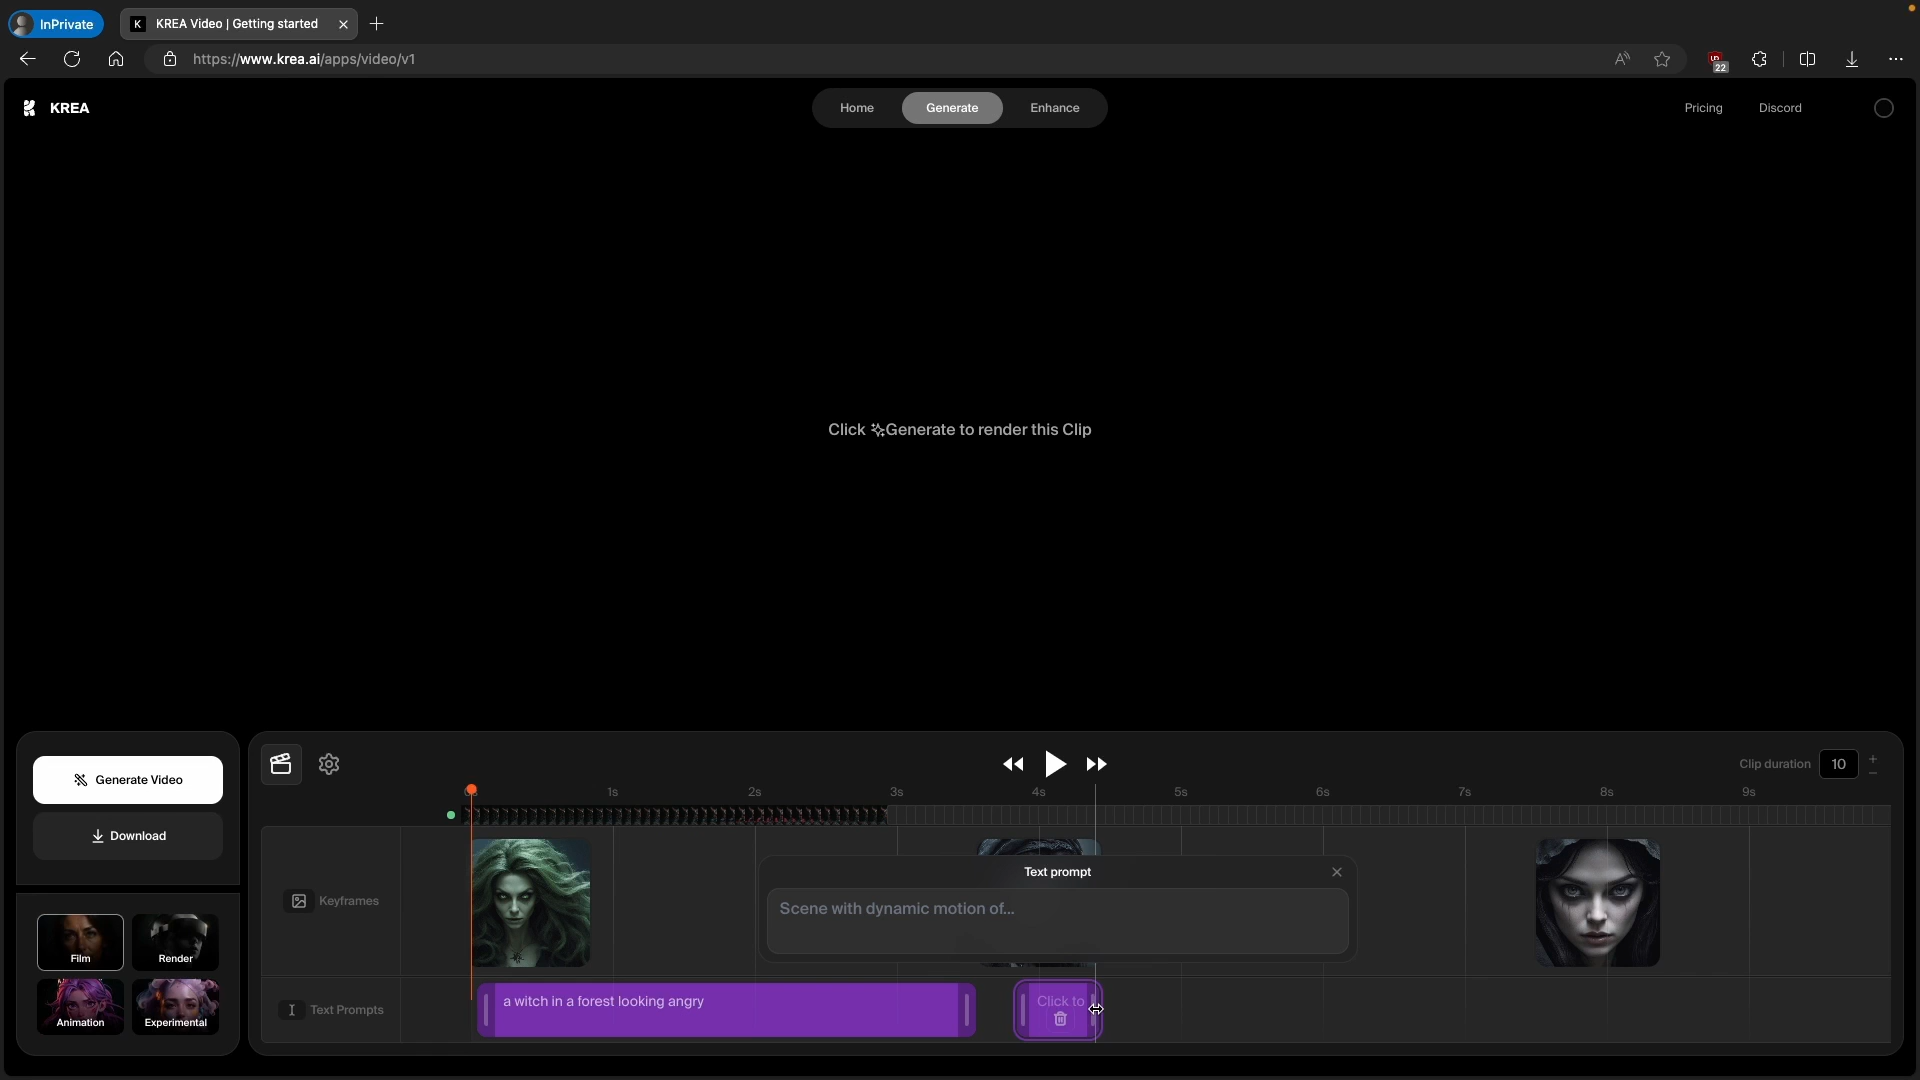 InPrivate
K
KREA Video | Getting started
https://www.krea.ai/apps/video/v1
22
KREA
Home
Generate
Enhance
Pricing
Discord
Click Generate to render this Clip
Generate Video
Download
Clip duration
10
1s
2s
3s
4s
5s
6s
7s
8s
9s
Keyframes
Text prompt
Scene with dynamic motion of...
Film
Render
Animation
Experimental
Text Prompts
a witch in a forest looking angry
Click to